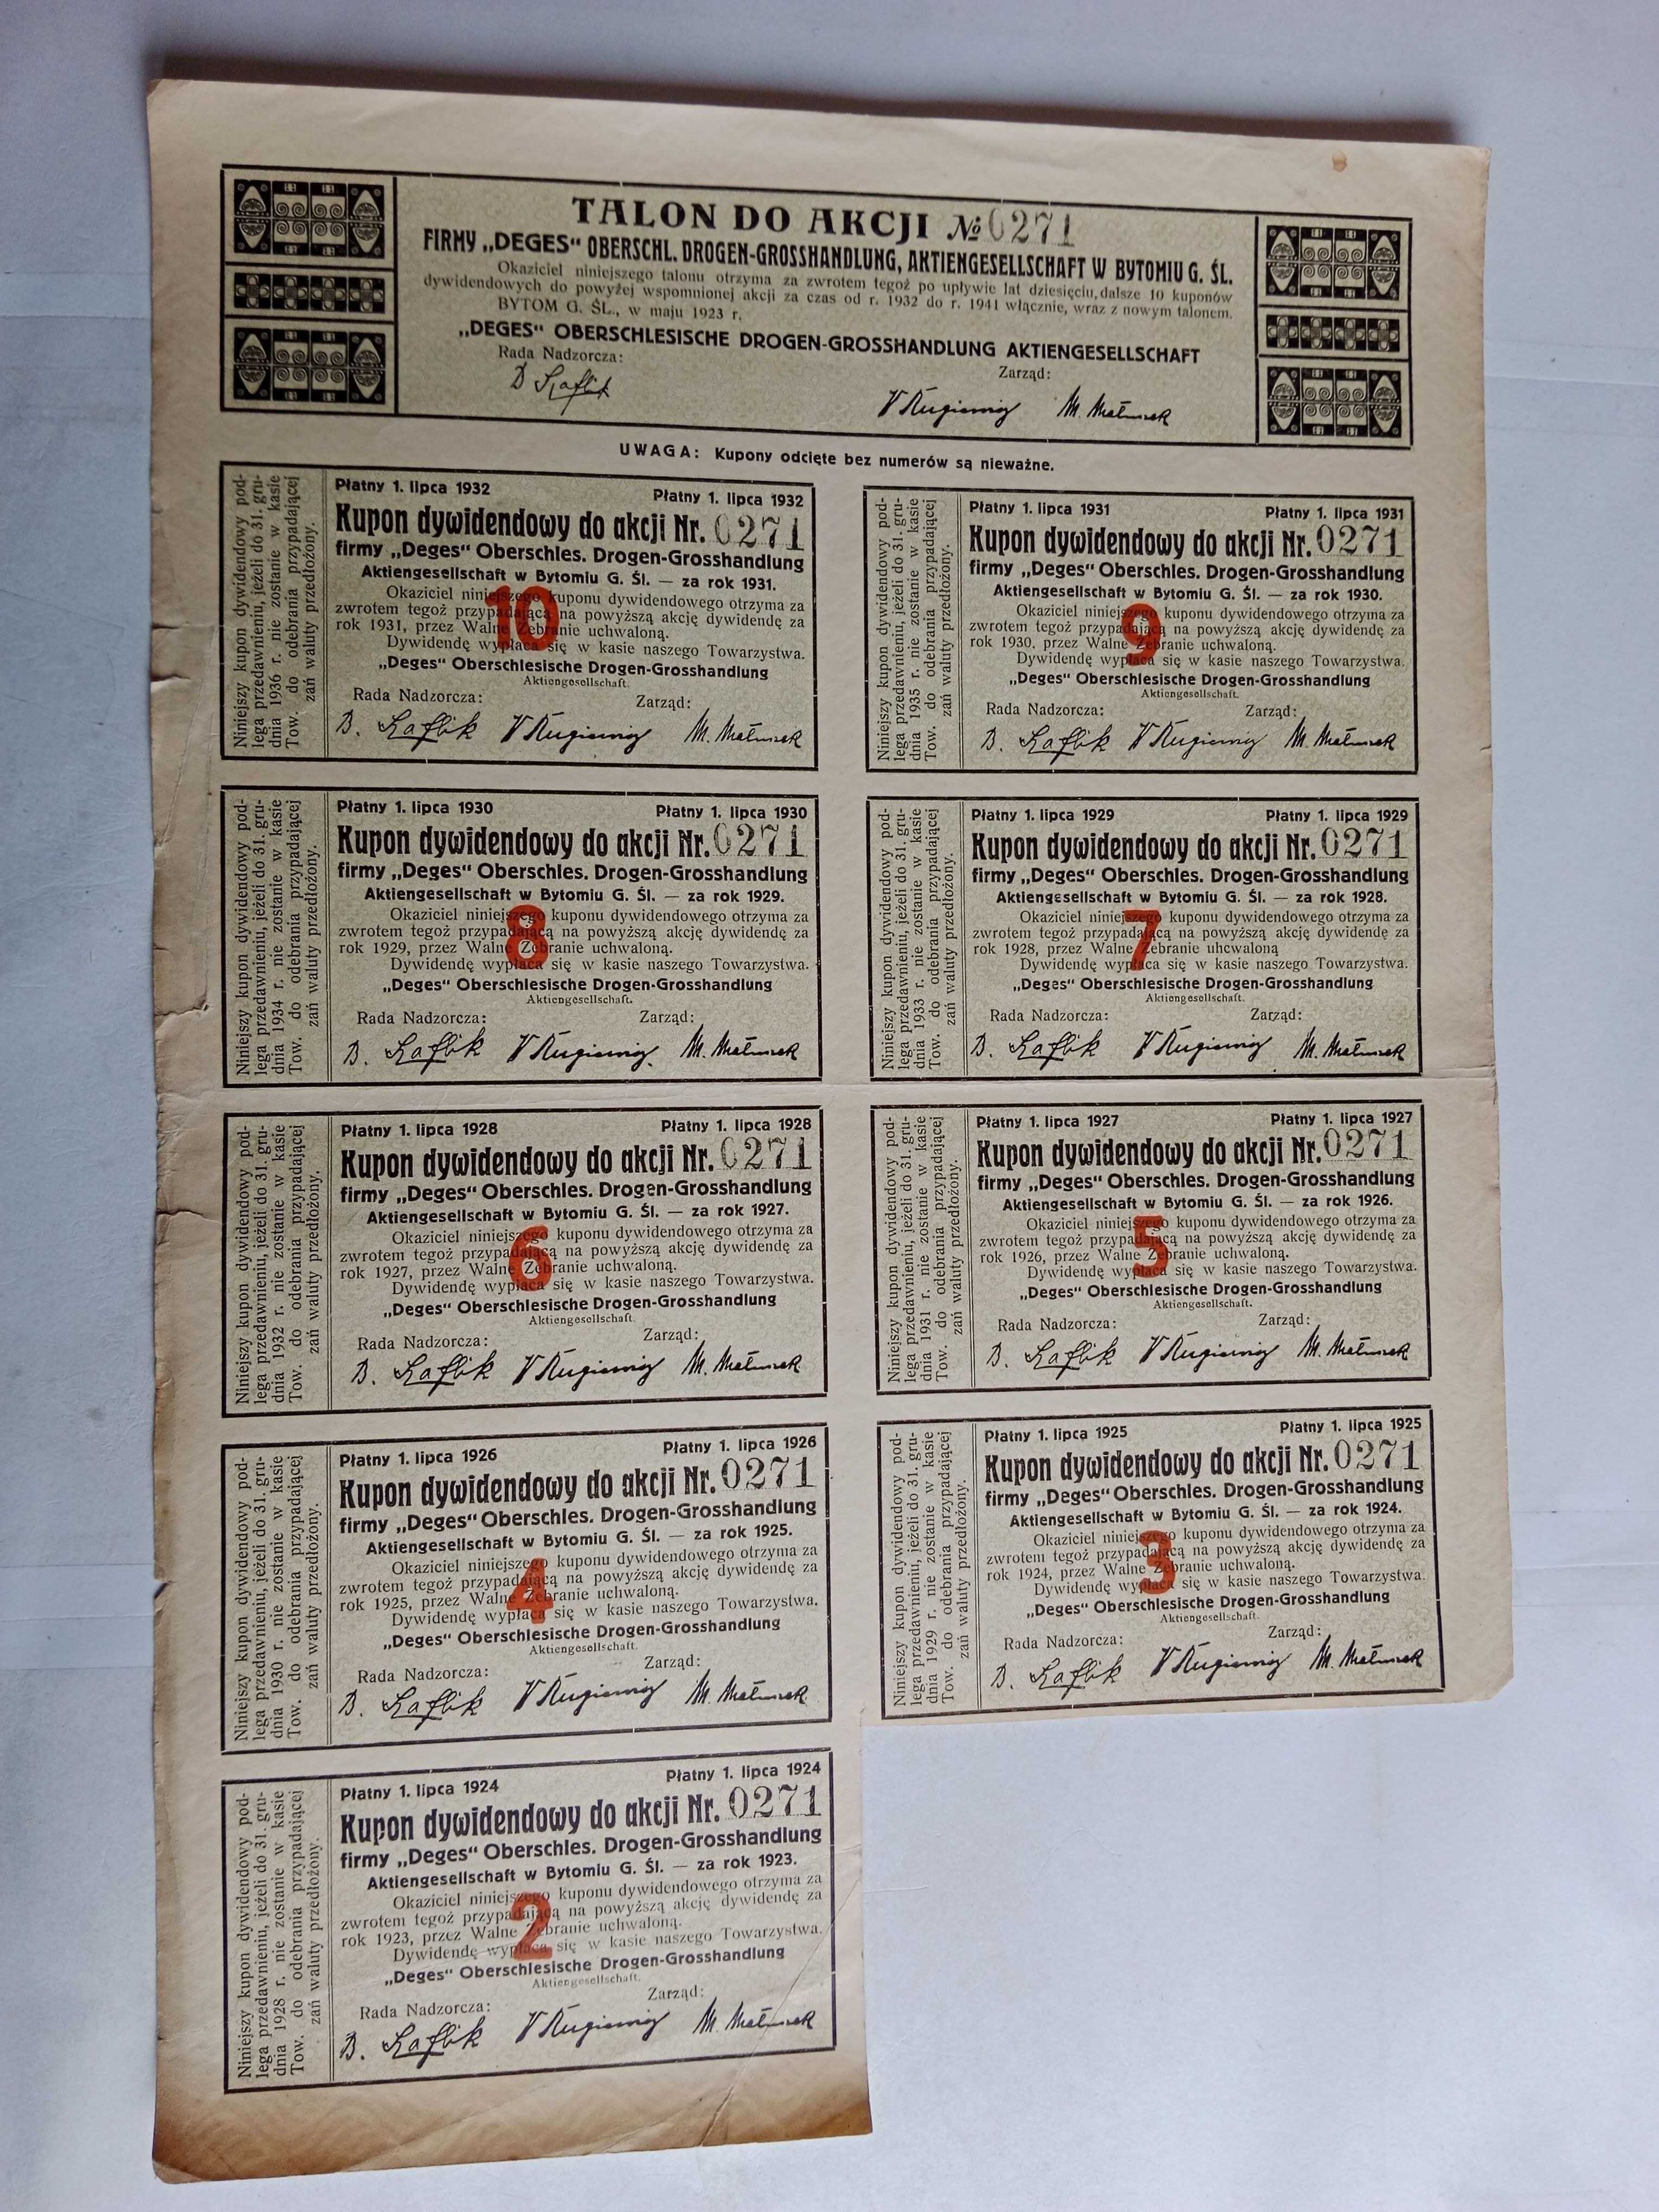 TALON DO AKCJI № 0271
FIRMY „DEGES“ OBERSCHL. DROGEN-GROSSHANDLUNG, AKTIENGESELLSCHAFT W BYTOMIU G. ŚL.
Okaziciel niniejszego talonu otrzyma za zwrotem tegoż po upływie lat dziesięciu, dalsze 10 kuponów
dywidendowych do powyżej wspomnionej akcji za czas od r. 1932 do r. 1941 włącznie, wraz z nowym talonem.
BYTOM G. ŚL., w maju 1923 r.
„DEGES“ OBERSCHLESISCHE DROGEN-GROSSHANDLUNG AKTIENGESELLSCHAFT
Rada Nadzorcza:
Zarząd:
UWAGA: Kupony odcięte bez numerów są nieważne.
Niniejszy kupon dywidendowy pod-
lega przedawnieniu, jeżeli do 31. gru-
dnia 1936 r. nie zostanie w kasie
Tow. do odebrania przypadającej
zań waluty przedłożony.
Płatny 1. lipca 1932 Płatny 1. lipca 1932
Kupon dywidendowy do akcji Nr. 0271
firmy „Deges“ Oberschles. Drogen-Grosshandlung
Aktiengesellschaft w Bytomiu G. Śl. — za rok 1931.
Okaziciel niniejszego kuponu dywidendowego otrzyma za
zwrotem tegoż przypadającą na powyższą akcję dywidendę za
rok 1931, przez Walne Zebranie uchwaloną.
Dywidendę wypłaca się w kasie naszego Towarzystwa.
10
„Deges“ Oberschlesische Drogen-Grosshandlung
Aktiengesellschaft.
Rada Nadzorcza: Zarząd:
Niniejszy kupon dywidendowy pod-
lega przedawnieniu, jeżeli do 31. gru-
dnia 1935 r. nie zostanie w kasie
Tow. do odebrania przypadającej
zań waluty przedłożony.
Płatny 1. lipca 1931 Płatny 1. lipca 1931
Kupon dywidendowy do akcji Nr. 0271
firmy „Deges“ Oberschles. Drogen-Grosshandlung
Aktiengesellschaft w Bytomiu G. Śl. — za rok 1930.
Okaziciel niniejszego kuponu dywidendowego otrzyma za
zwrotem tegoż przypadającą na powyższą akcję dywidendę za
rok 1930, przez Walne Zebranie uchwaloną.
Dywidendę wypłaca się w kasie naszego Towarzystwa.
9
„Deges“ Oberschlesische Drogen-Grosshandlung
Aktiengesellschaft.
Rada Nadzorcza: Zarząd:
Niniejszy kupon dywidendowy pod-
lega przedawnieniu, jeżeli do 31. gru-
dnia 1934 r. nie zostanie w kasie
Tow. do odebrania przypadającej
zań waluty przedłożony.
Płatny 1. lipca 1930 Płatny 1. lipca 1930
Kupon dywidendowy do akcji Nr. 0271
firmy „Deges“ Oberschles. Drogen-Grosshandlung
Aktiengesellschaft w Bytomiu G. Śl. — za rok 1929.
Okaziciel niniejszego kuponu dywidendowego otrzyma za
zwrotem tegoż przypadającą na powyższą akcję dywidendę za
rok 1929, przez Walne Zebranie uchwaloną.
Dywidendę wypłaca się w kasie naszego Towarzystwa.
8
„Deges“ Oberschlesische Drogen-Grosshandlung
Aktiengesellschaft.
Rada Nadzorcza: Zarząd:
Niniejszy kupon dywidendowy pod-
lega przedawnieniu, jeżeli do 31. gru-
dnia 1933 r. nie zostanie w kasie
Tow. do odebrania przypadającej
zań waluty przedłożony.
Płatny 1. lipca 1929 Płatny 1. lipca 1929
Kupon dywidendowy do akcji Nr. 0271
firmy „Deges“ Oberschles. Drogen-Grosshandlung
Aktiengesellschaft w Bytomiu G. Śl. — za rok 1928.
Okaziciel niniejszego kuponu dywidendowego otrzyma za
zwrotem tegoż przypadającą na powyższą akcję dywidendę za
rok 1928, przez Walne Zebranie uhcwaloną
Dywidendę wypłaca się w kasie naszego Towarzystwa.
7
„Deges“ Oberschlesische Drogen-Grosshandlung
Aktiengesellschaft.
Rada Nadzorcza: Zarząd:
Niniejszy kupon dywidendowy pod-
lega przedawnieniu, jeżeli do 31. gru-
dnia 1932 r. nie zostanie w kasie
Tow. do odebrania przypadającej
zań waluty przedłożony.
Płatny 1. lipca 1928 Płatny 1. lipca 1928
Kupon dywidendowy do akcji Nr. 0271
firmy „Deges“ Oberschles. Drogen-Grosshandlung
Aktiengesellschaft w Bytomiu G. Śl. — za rok 1927.
Okaziciel niniejszego kuponu dywidendowego otrzyma za
zwrotem tegoż przypadającą na powyższą akcję dywidendę za
rok 1927, przez Walne Zebranie uchwaloną.
Dywidendę wypłaca się w kasie naszego Towarzystwa.
6
„Deges“ Oberschlesische Drogen-Grosshandlung
Aktiengesellschaft
Rada Nadzorcza: Zarząd:
Niniejszy kupon dywidendowy pod-
lega przedawnieniu, jeżeli do 31. gru-
dnia 1931 r. nie zostanie w kasie
Tow. do odebrania przypadającej
zań waluty przedłożony.
Płatny 1. lipca 1927 Płatny 1. lipca 1927
Kupon dywidendowy do akcji Nr. 0271
firmy „Deges“ Oberschles. Drogen-Grosshandlung
Aktiengesellschaft w Bytomiu G. Śl. — za rok 1926.
Okaziciel niniejszego kuponu dywidendowego otrzyma za
zwrotem tegoż przypadającą na powyższą akcję dywidendę za
rok 1926, przez Walne Zebranie uchwaloną.
Dywidendę wypłaca się w kasie naszego Towarzystwa.
5
„Deges“ Oberschlesische Drogen-Grosshandlung
Aktiengesellschaft.
Rada Nadzorcza: Zarząd:
Niniejszy kupon dywidendowy pod-
lega przedawnieniu, jeżeli do 31. gru-
dnia 1930 r. nie zostanie w kasie
Tow. do odebrania przypadającej
zań waluty przedłożony.
Płatny 1. lipca 1926 Płatny 1. lipca 1926
Kupon dywidendowy do akcji Nr. 0271
firmy „Deges“ Oberschles. Drogen-Grosshandlung
Aktiengesellschaft w Bytomiu G. Śl. — za rok 1925.
Okaziciel niniejszego kuponu dywidendowego otrzyma za
zwrotem tegoż przypadającą na powyższą akcję dywidendę za
rok 1925, przez Walne Zebranie uchwaloną.
Dywidendę wypłaca się w kasie naszego Towarzystwa.
4
„Deges“ Oberschlesische Drogen-Grosshandlung
Aktiengesellschaft.
Rada Nadzorcza: Zarząd:
Niniejszy kupon dywidendowy pod-
lega przedawnieniu, jeżeli do 31. gru-
dnia 1929 r. nie zostanie w kasie
Tow. do odebrania przypadającej
zań waluty przedłożony.
Płatny 1. lipca 1925 Płatny 1. lipca 1925
Kupon dywidendowy do akcji Nr. 0271
firmy „Deges“ Oberschles. Drogen-Grosshandlung
Aktiengesellschaft w Bytomiu G. Śl. — za rok 1924.
Okaziciel niniejszego kuponu dywidendowego otrzyma za
zwrotem tegoż przypadającą na powyższą akcję dywidendę za
rok 1924, przez Walne Zebranie uchwaloną.
Dywidendę wypłaca się w kasie naszego Towarzystwa.
3
„Deges“ Oberschlesische Drogen-Grosshandlung
Aktiengesellschaft.
Rada Nadzorcza: Zarząd:
Niniejszy kupon dywidendowy pod-
lega przedawnieniu, jeżeli do 31. gru-
dnia 1928 r. nie zostanie w kasie
Tow. do odebrania przypadającej
zań waluty przedłożony.
Płatny 1. lipca 1924 Płatny 1. lipca 1924
Kupon dywidendowy do akcji Nr. 0271
firmy „Deges“ Oberschles. Drogen-Grosshandlung
Aktiengesellschaft w Bytomiu G. Śl. — za rok 1923.
Okaziciel niniejszego kuponu dywidendowego otrzyma za
zwrotem tegoż przypadającą na powyższą akcję dywidendę za
rok 1923, przez Walne Zebranie uchwaloną.
Dywidendę wypłaca się w kasie naszego Towarzystwa.
2
„Deges“ Oberschlesische Drogen-Grosshandlung
Aktiengesellschaft.
Rada Nadzorcza: Zarząd: